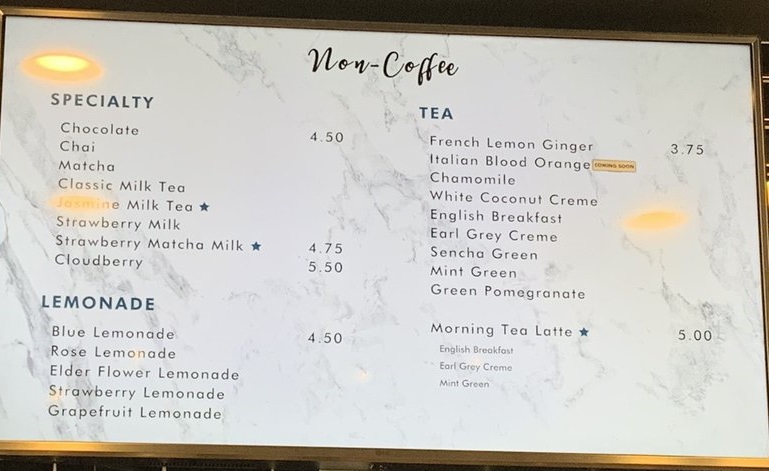 Non-Coffee
SPECIALTY
Chocolate 4.50
Chai
Matcha
Classic Milk Tea
Jasmine Milk Tea ★
Strawberry Milk
Strawberry Matcha Milk ★ 4.75
Cloudberry 5.50
LEMONADE
Blue Lemonade 4.50
Rose Lemonade
Elder Flower Lemonade
Strawberry Lemonade
Grapefruit Lemonade
TEA
French Lemon Ginger 3.75
Italian Blood Orange COMING SOON
Chamomile
White Coconut Creme
English Breakfast
Earl Grey Creme
Sencha Green
Mint Green
Green Pomegranate
Morning Tea Latte ★ 5.00
English Breakfast
Earl Grey Creme
Mint Green